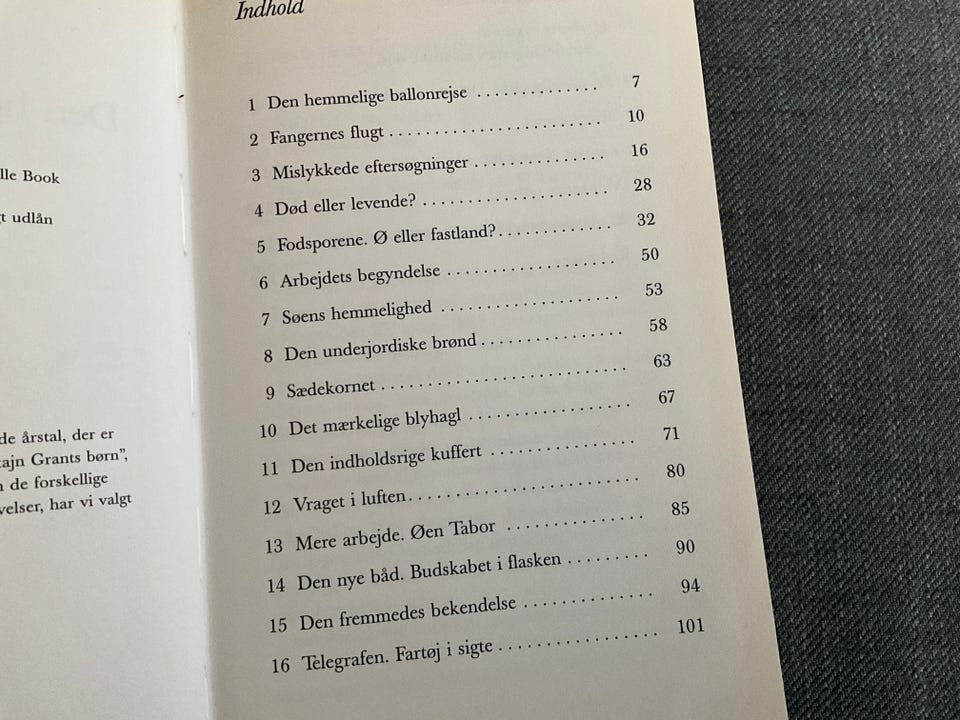 lle Book
t udlån
de årstal, der er
ajn Grants børn”,
n de forskellige
velser, har vi valgt
Indhold
1 Den hemmelige ballonrejse . . . . . . . . . . . . . . 7
2 Fangernes flugt . . . . . . . . . . . . . . . . . . . . . . . . 10
3 Mislykkede eftersøgninger . . . . . . . . . . . . . . . 16
4 Død eller levende? . . . . . . . . . . . . . . . . . . . . . 28
5 Fodsporene. Ø eller fastland? . . . . . . . . . . . . . 32
6 Arbejdets begyndelse . . . . . . . . . . . . . . . . . . . 50
7 Søens hemmelighed . . . . . . . . . . . . . . . . . . . . 53
8 Den underjordiske brønd . . . . . . . . . . . . . . . . 58
9 Sædekornet . . . . . . . . . . . . . . . . . . . . . . . . . . . 63
10 Det mærkelige blyhagl . . . . . . . . . . . . . . . . . . 67
11 Den indholdsrige kuffert . . . . . . . . . . . . . . . . 71
12 Vraget i luften . . . . . . . . . . . . . . . . . . . . . . . . . 80
13 Mere arbejde. Øen Tabor . . . . . . . . . . . . . . . 85
14 Den nye båd. Budskabet i flasken . . . . . . . . . 90
15 Den fremmedes bekendelse . . . . . . . . . . . . . . 94
16 Telegrafen. Fartøj i sigte . . . . . . . . . . . . . . . . . 101